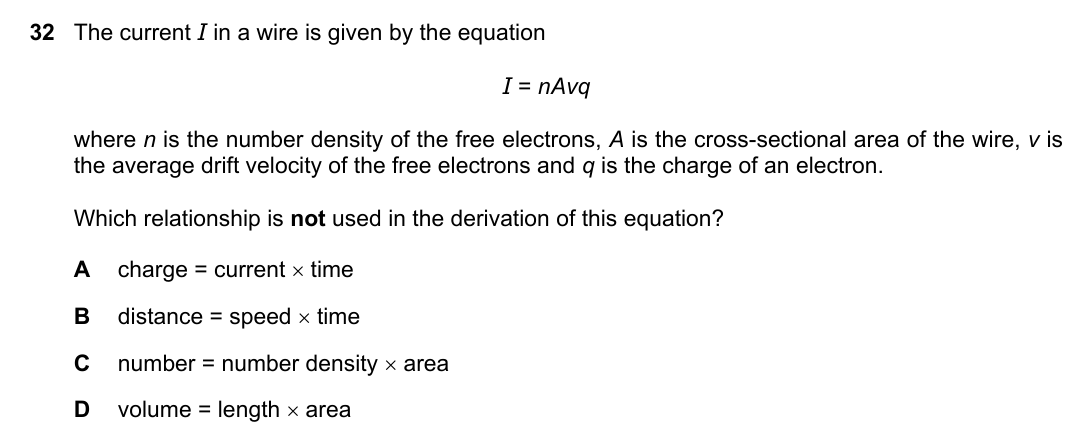 32 The current I in a wire is given by the equation
I = nAvq
where n is the number density of the free electrons, A is the cross-sectional area of the wire, v is
the average drift velocity of the free electrons and q is the charge of an electron.
Which relationship is not used in the derivation of this equation?
A charge = current × time
B distance = speed × time
C number = number density × area
D volume = length × area